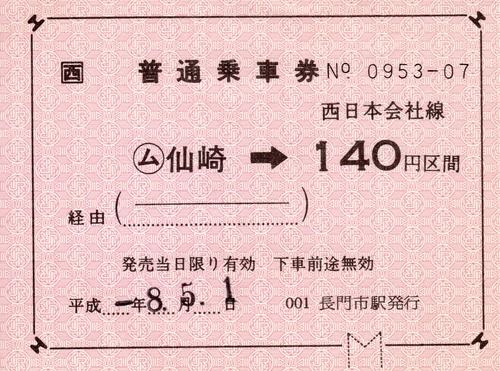 西 普通乗車券 № 0953-07
西日本会社線
ム仙崎 ➡ 140円区間
経由( )
発売当日限り有効 下車前途無効
平成 -8. 年 5. 月 1 日 001 長門市駅発行